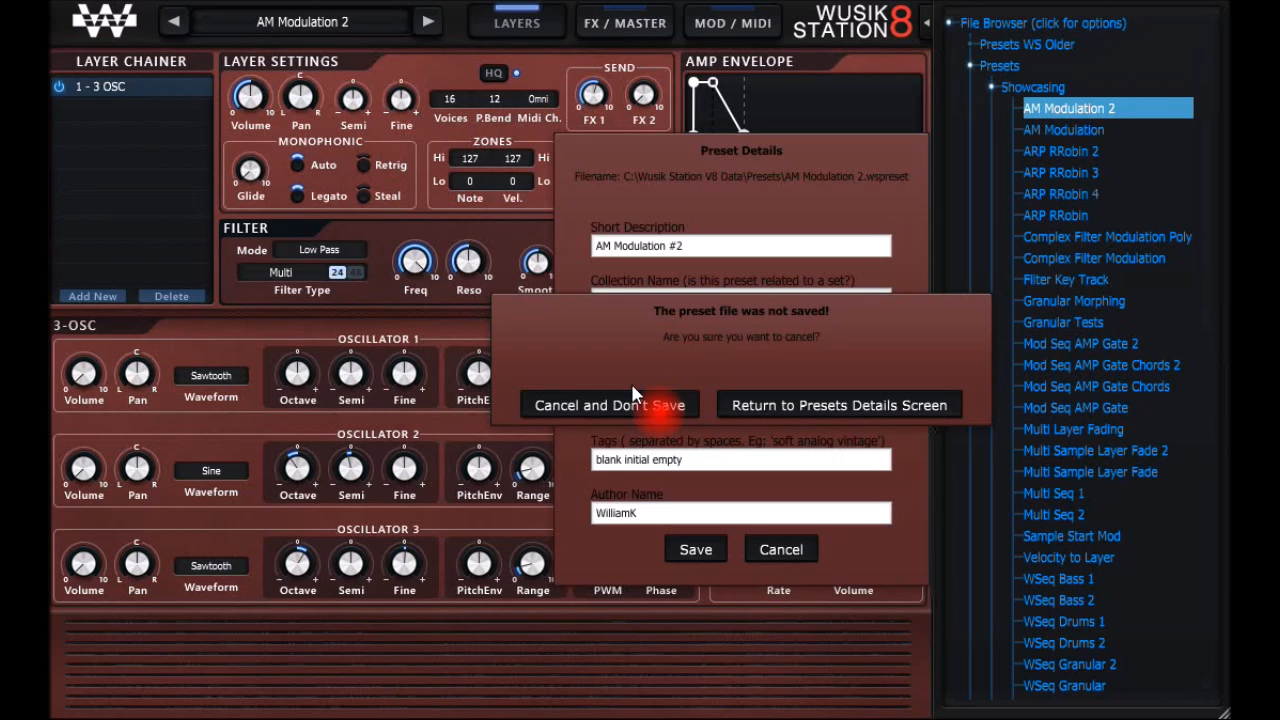 AM Modulation 2
LAYERS
FX / MASTER
MOD / MIDI
WUSIK
STATION 8
LAYER CHAINER
1 - 3 OSC
Add New
Delete
LAYER SETTINGS
HQ
SEND
Volume
Pan
Semi
Fine
16 12 Omni
Voices P.Bend Midi Ch.
FX 1
FX 2
MONOPHONIC
Glide
Auto
Retrig
Legato
Steal
ZONES
Hi 127 127 Hi
Lo 0 0 Lo
Note Vel.
AMP ENVELOPE
FILTER
Mode Low Pass
Multi 24 48
Filter Type
Freq
Reso
Smoot
3-OSC
OSCILLATOR 1
Volume
Pan
Sawtooth
Waveform
Octave
Semi
Fine
PitchE
OSCILLATOR 2
Volume
Pan
Sine
Waveform
Octave
Semi
Fine
PitchEnv
Range
OSCILLATOR 3
Volume
Pan
Sawtooth
Waveform
Octave
Semi
Fine
PitchEnv
Range
PWM
Phase
Rate
Volume
Preset Details
Filename: C:\Wusik Station V8 Data\Presets\AM Modulation 2.wspreset
Short Description
AM Modulation #2
Collection Name (is this preset related to a set?)
The preset file was not saved!
Are you sure you want to cancel?
Cancel and Don't Save
Return to Presets Details Screen
Tags ( separated by spaces. Eg: 'soft analog vintage')
blank initial empty
Author Name
WilliamK
Save
Cancel
File Browser (click for options)
Presets WS Older
Presets
Showcasing
AM Modulation 2
AM Modulation
ARP RRobin 2
ARP RRobin 3
ARP RRobin 4
ARP RRobin
Complex Filter Modulation Poly
Complex Filter Modulation
Filter Key Track
Granular Morphing
Granular Tests
Mod Seq AMP Gate 2
Mod Seq AMP Gate Chords 2
Mod Seq AMP Gate Chords
Mod Seq AMP Gate
Multi Layer Fading
Multi Sample Layer Fade 2
Multi Sample Layer Fade
Multi Seq 1
Multi Seq 2
Sample Start Mod
Velocity to Layer
WSeq Bass 1
WSeq Bass 2
WSeq Drums 1
WSeq Drums 2
WSeq Granular 2
WSeq Granular